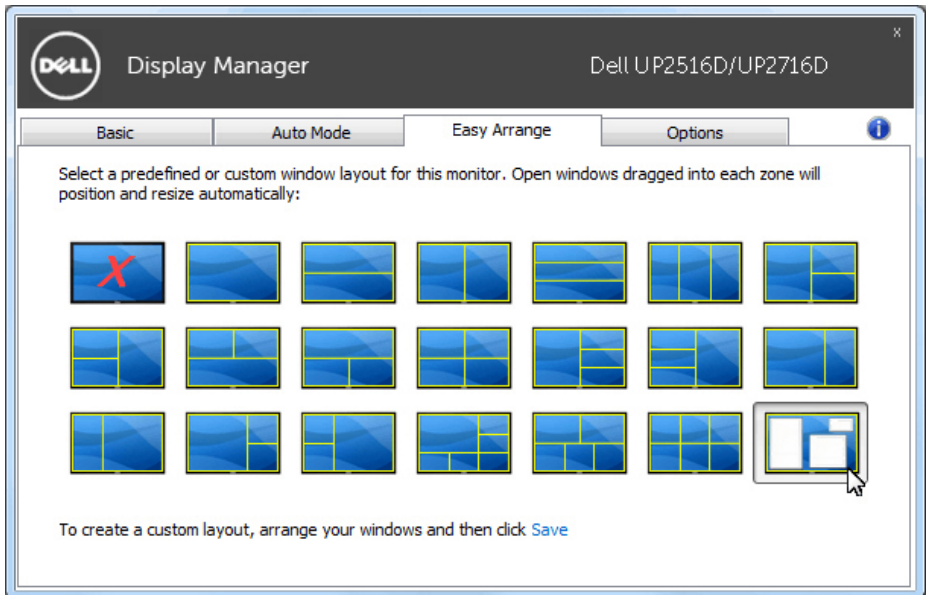 x
DELL
Display Manager
Dell UP2516D/UP2716D
Basic
Auto Mode
Easy Arrange
Options
i
Select a predefined or custom window layout for this monitor. Open windows dragged into each zone will
position and resize automatically:
X
To create a custom layout, arrange your windows and then click Save